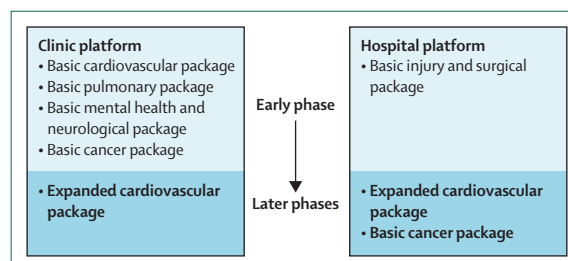 Clinic platform
• Basic cardiovascular package
• Basic pulmonary package
• Basic mental health and
neurological package
• Basic cancer package
• Expanded cardiovascular
package
Early phase
Later phases
Hospital platform
• Basic injury and surgical
package
• Expanded cardiovascular
package
• Basic cancer package